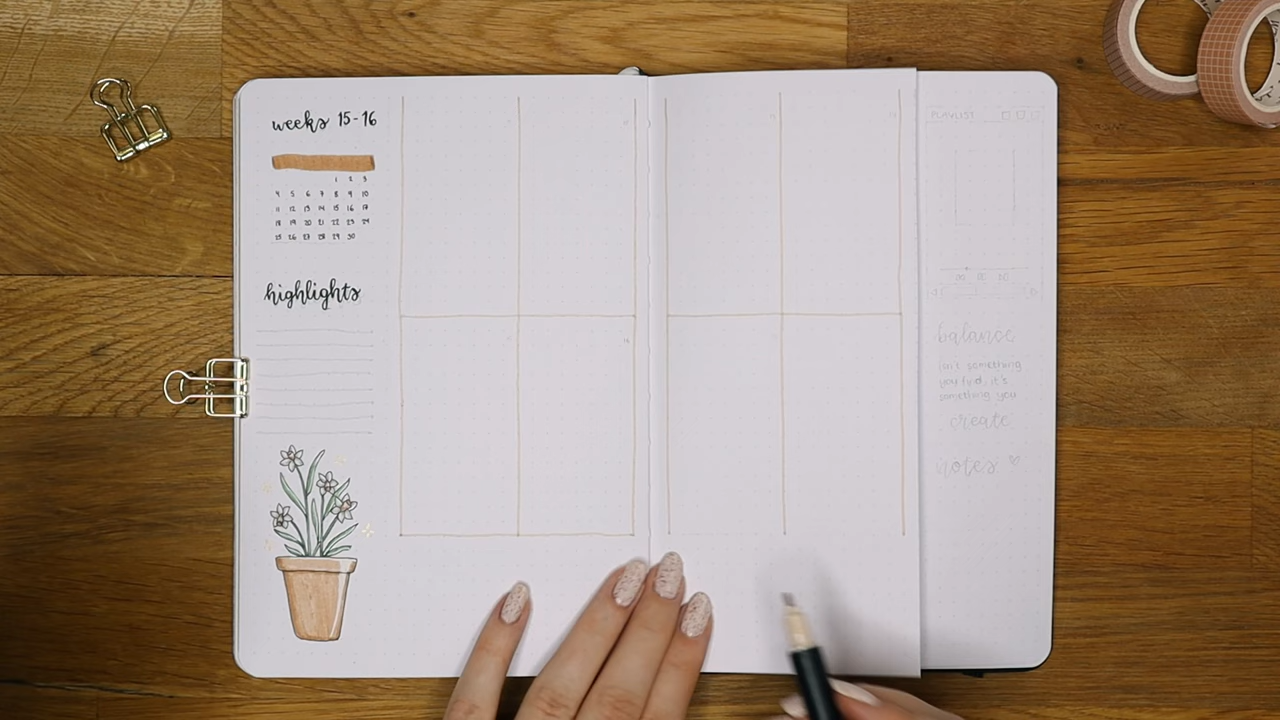 weeks 15-16
1 2 3
4 5 6 7 8 9 10
11 12 13 14 15 16 17
18 19 20 21 22 23 24
25 26 27 28 29 30
highlights
PLAYLIST
balance
isn't something
you find, it's
something you
create
notes